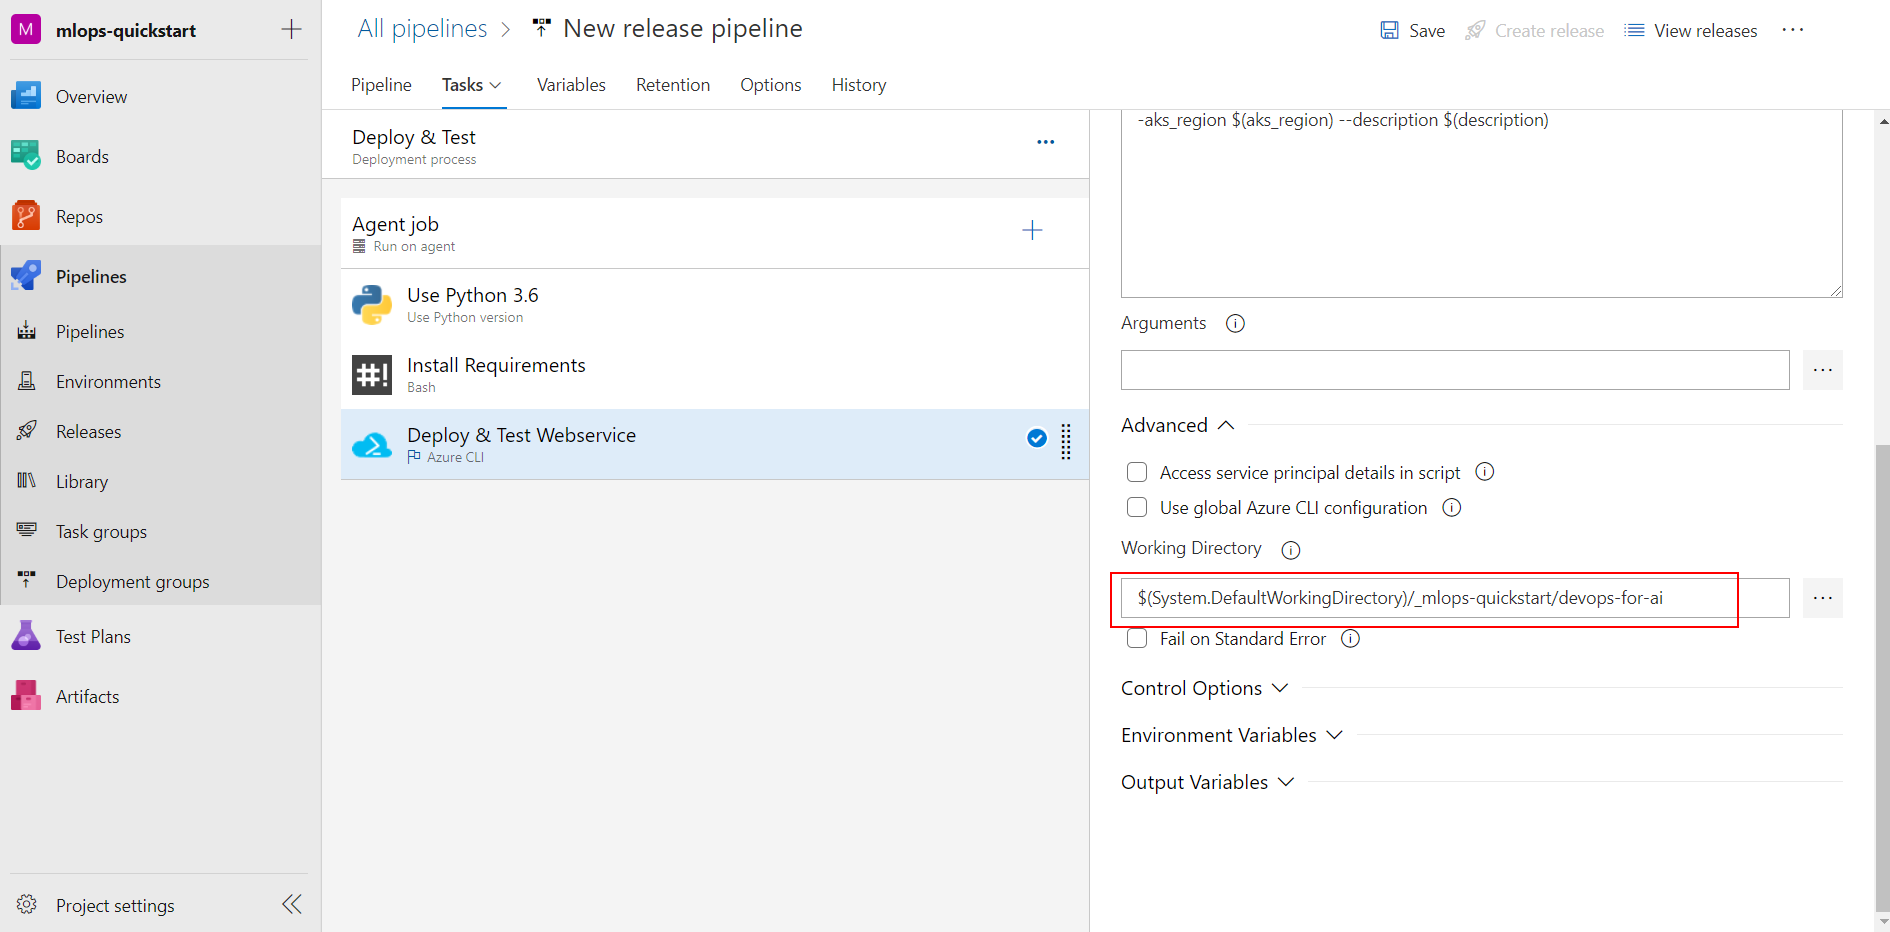 M mlops-quickstart
Overview
Boards
Repos
Pipelines
Pipelines
Environments
Releases
Library
Task groups
Deployment groups
Test Plans
Artifacts
Project settings
All pipelines > New release pipeline
Save Create release View releases ...
Pipeline Tasks Variables Retention Options History
Deploy & Test
Deployment process
...
Agent job
Run on agent
Use Python 3.6
Use Python version
#! Install Requirements
Bash
Deploy & Test Webservice
Azure CLI
-aks_region $(aks_region) --description $(description)
Arguments
...
Advanced
Access service principal details in script
Use global Azure CLI configuration
Working Directory
$(System.DefaultWorkingDirectory)/_mlops-quickstart/devops-for-ai
...
Fail on Standard Error
Control Options
Environment Variables
Output Variables